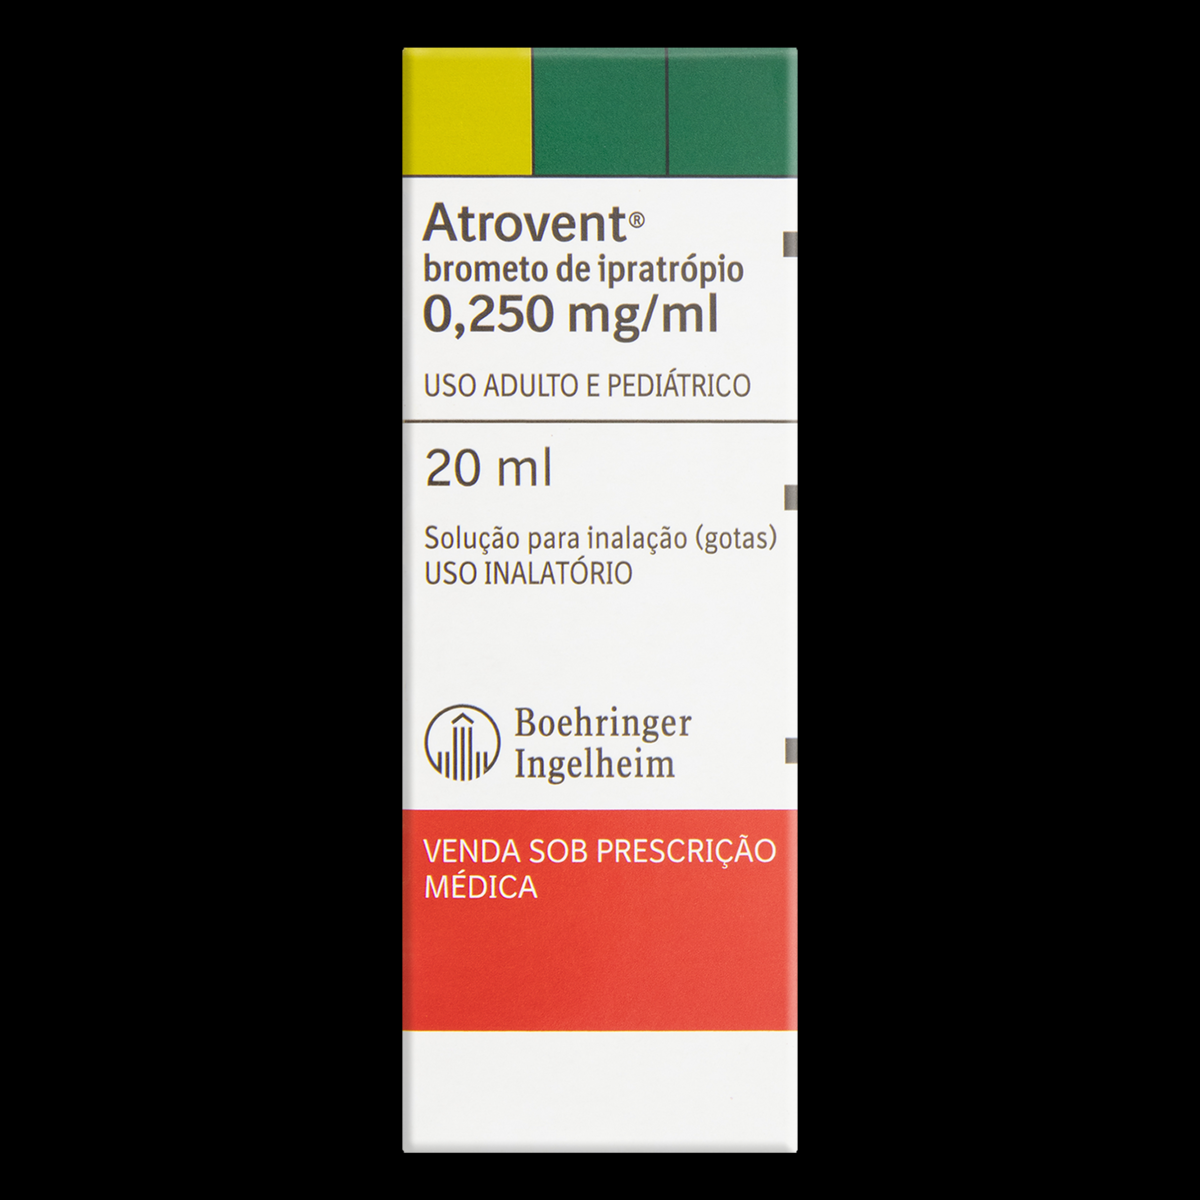 Atrovent®
brometo de ipratrópio
0,250 mg/ml
USO ADULTO E PEDIÁTRICO
20 ml
Solução para inalação (gotas)
USO INALATÓRIO
Boehringer
Ingelheim
VENDA SOB PRESCRIÇÃO
MÉDICA